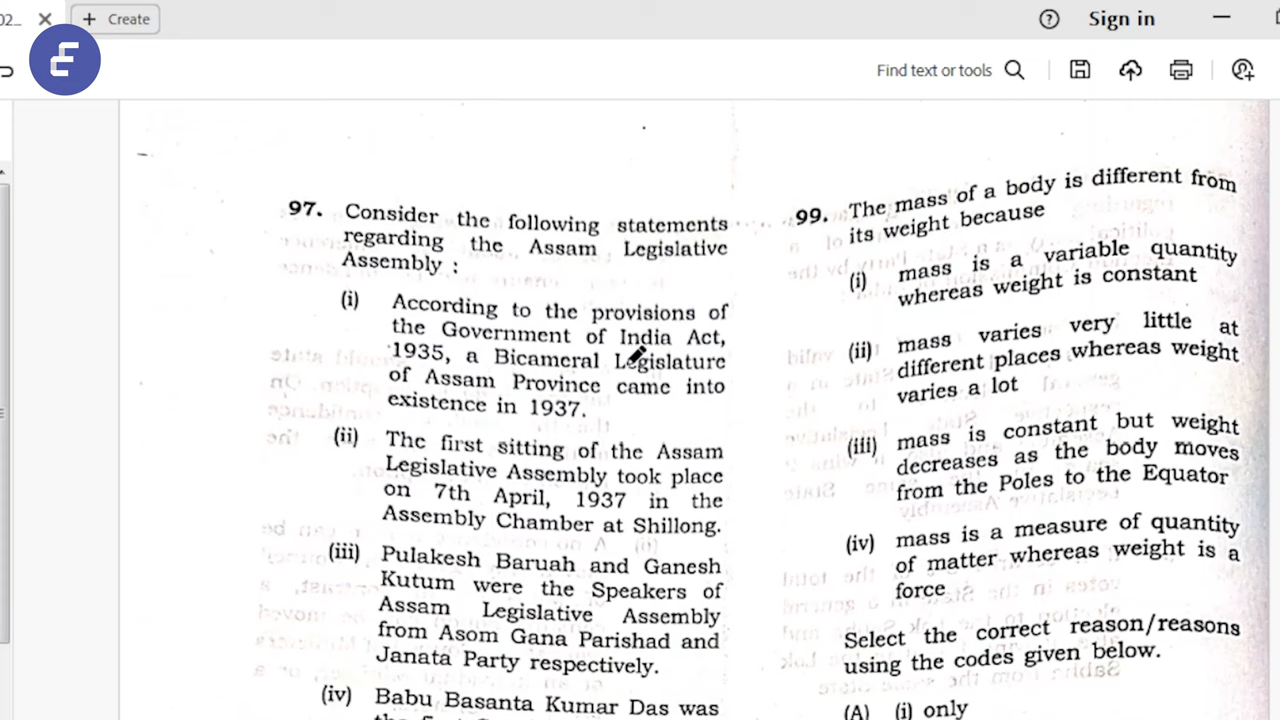 02...
Create
Sign in
Find text or tools
97. Consider the following statements
regarding the Assam Legislative
Assembly :
(i) According to the provisions of
the Government of India Act,
1935, a Bicameral Legislature
of Assam Province came into
existence in 1937.
(ii) The first sitting of the Assam
Legislative Assembly took place
on 7th April, 1937 in the
Assembly Chamber at Shillong.
(iii) Pulakesh Baruah and Ganesh
Kutum were the Speakers of
Assam Legislative Assembly
from Asom Gana Parishad and
Janata Party respectively.
(iv) Babu Basanta Kumar Das was
99. The mass of a body is different from
its weight because
(i) mass is a variable quantity
whereas weight is constant
(ii) mass varies very little at
different places whereas weight
varies a lot
(iii) mass is constant but weight
decreases as the body moves
from the Poles to the Equator
(iv) mass is a measure of quantity
of matter whereas weight is a
force
Select the correct reason/reasons
using the codes given below.
(A) (i) only